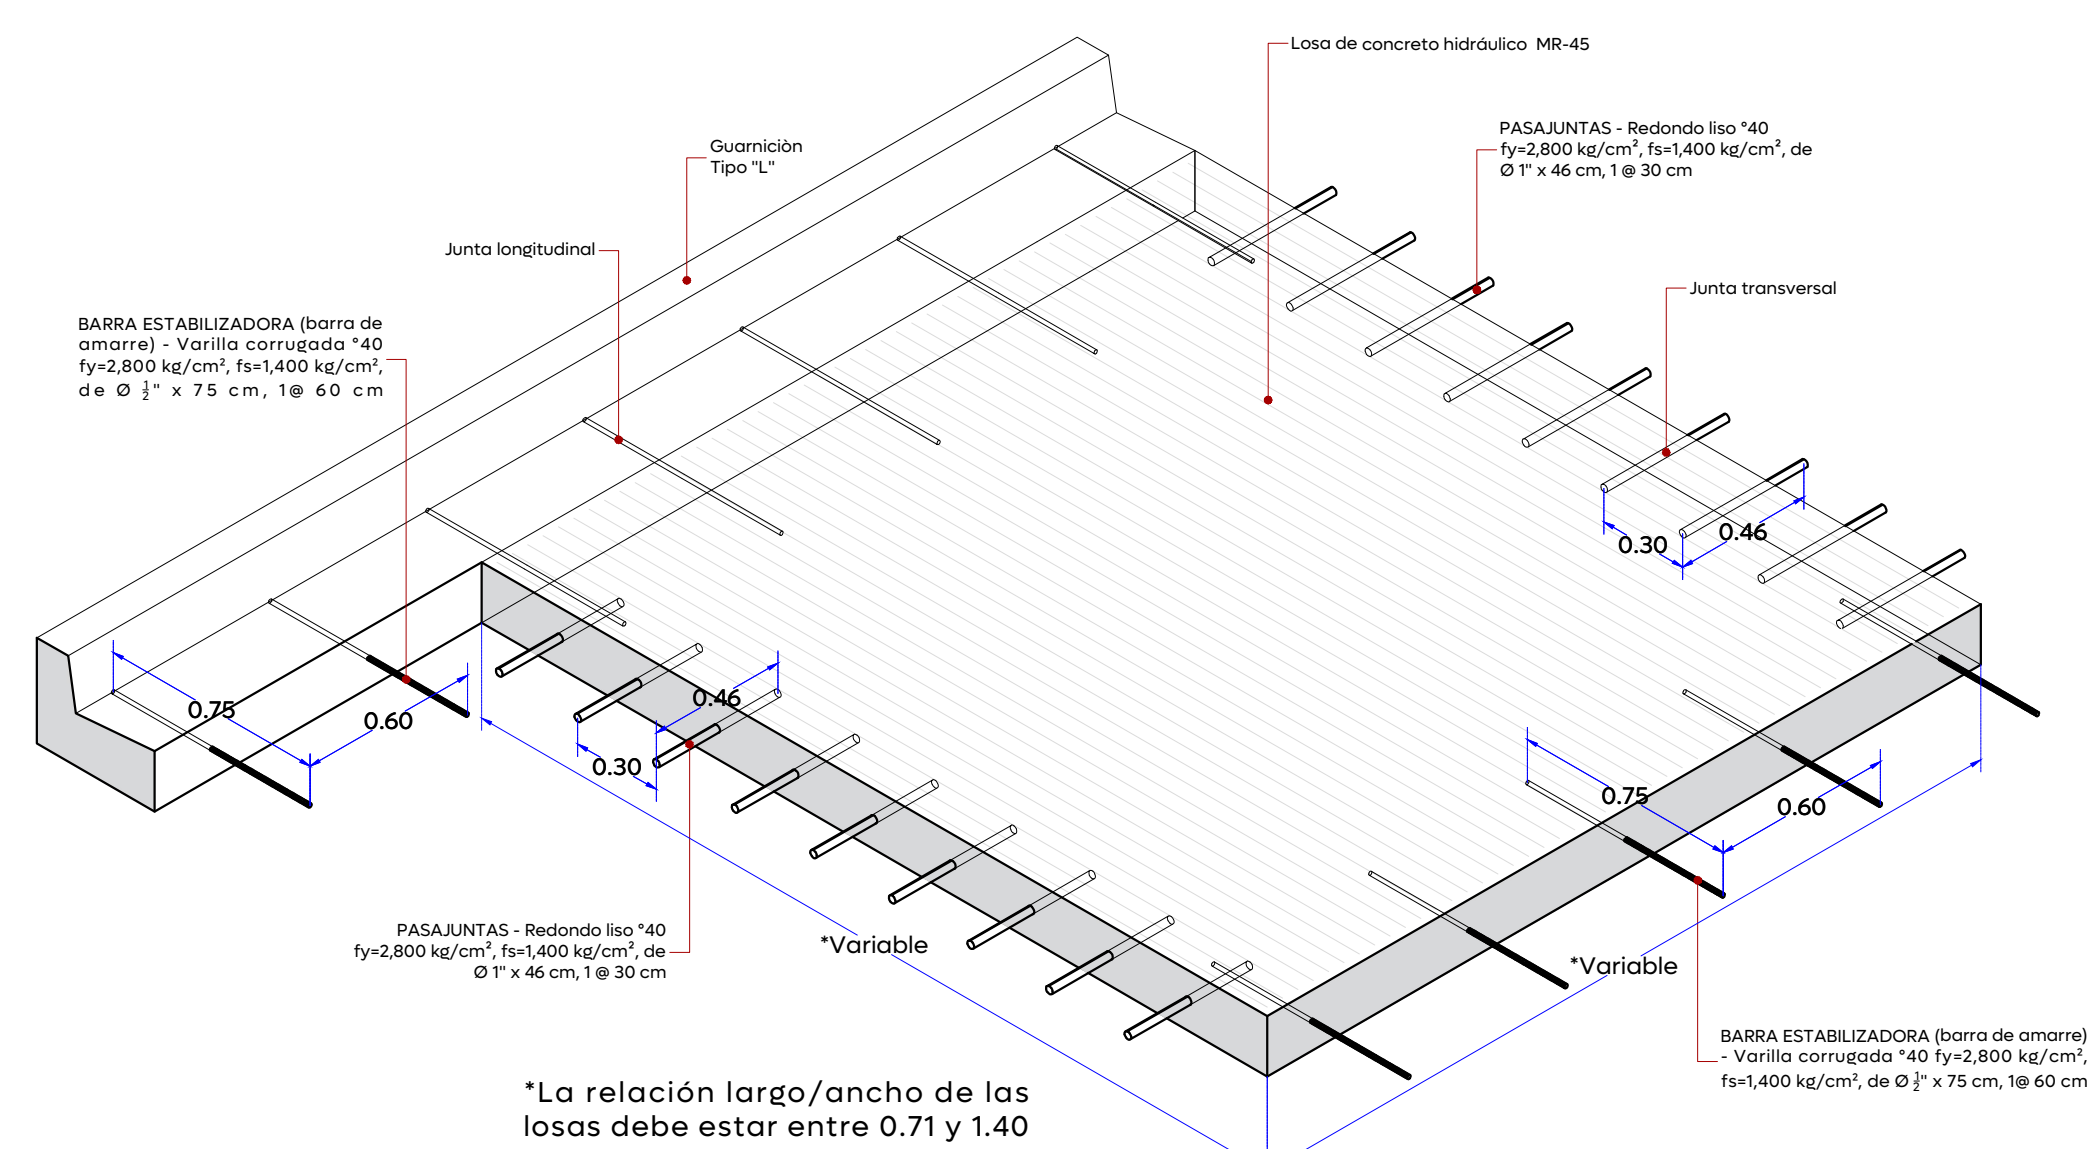 Losa de concreto hidráulico MR-45
PASAJUNTAS - Redondo liso °40
fy=2,800 kg/cm², fs=1,400 kg/cm², de
Ø 1" x 46 cm, 1 @ 30 cm
Guarniciòn
Tipo "L"
Junta longitudinal
Junta transversal
BARRA ESTABILIZADORA (barra de
amarre) - Varilla corrugada °40
fy=2,800 kg/cm², fs=1,400 kg/cm²,
de Ø ½" x 75 cm, 1@ 60 cm
0.30
0.46
0.75
0.60
0.46
0.30
0.75
0.60
PASAJUNTAS - Redondo liso °40
fy=2,800 kg/cm², fs=1,400 kg/cm², de
Ø 1" x 46 cm, 1 @ 30 cm
*Variable
*Variable
BARRA ESTABILIZADORA (barra de amarre)
- Varilla corrugada °40 fy=2,800 kg/cm²,
fs=1,400 kg/cm², de Ø ½" x 75 cm, 1@ 60 cm
*La relación largo/ancho de las
losas debe estar entre 0.71 y 1.40